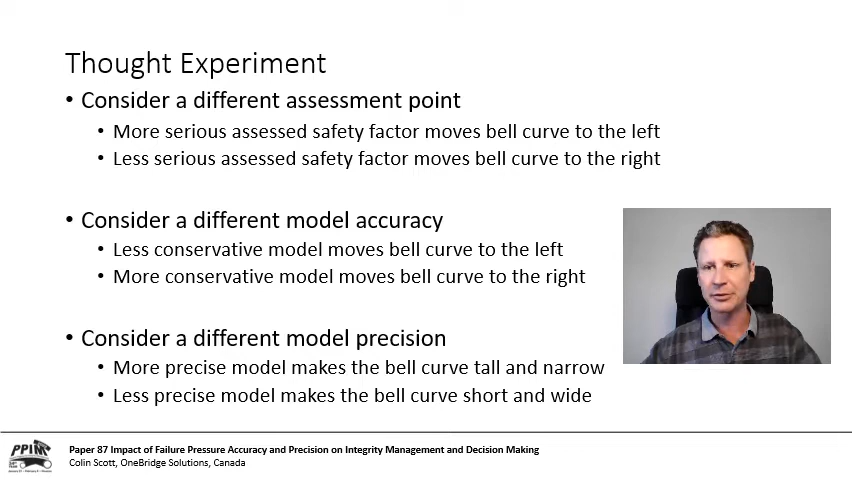 Thought Experiment
• Consider a different assessment point
• More serious assessed safety factor moves bell curve to the left
• Less serious assessed safety factor moves bell curve to the right
• Consider a different model accuracy
• Less conservative model moves bell curve to the left
• More conservative model moves bell curve to the right
• Consider a different model precision
• More precise model makes the bell curve tall and narrow
• Less precise model makes the bell curve short and wide
PPIM
Paper 87 Impact of Failure Pressure Accuracy and Precision on Integrity Management and Decision Making
Colin Scott, OneBridge Solutions, Canada